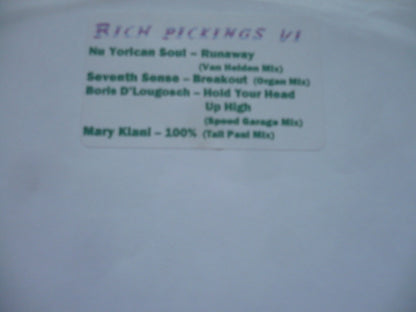 RICH PICKINGS VI
Nu Yorican Soul – Runaway
(Van Helden Mix)
Seventh Sense – Breakout (Organ Mix)
Boris D'Lougosch – Hold Your Head
Up High
(Speed Garage Mix)
Mary Kiani – 100% (Tall Paul Mix)